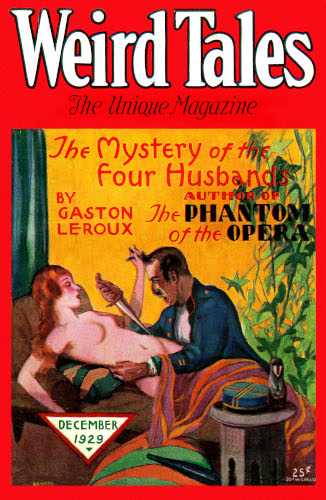 Weird Tales
The Unique Magazine
The Mystery of the
Four Husbands
BY
GASTON
LEROUX
AUTHOR OF
The PHANTOM
of the OPERA
DECEMBER
1929
25¢